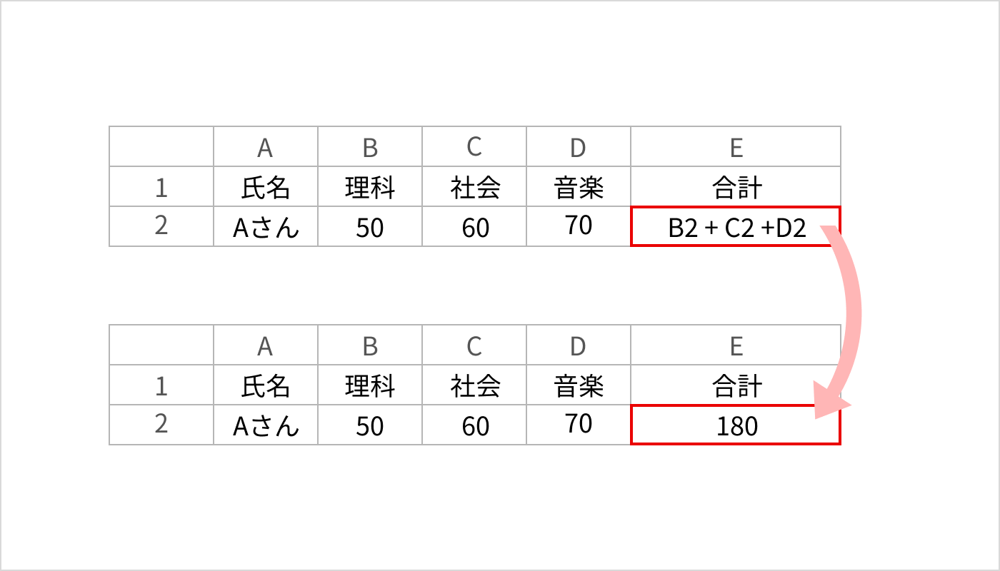 A B C D E
1 氏名 理科 社会 音楽 合計
2 Aさん 50 60 70 B2 + C2 +D2
A B C D E
1 氏名 理科 社会 音楽 合計
2 Aさん 50 60 70 180